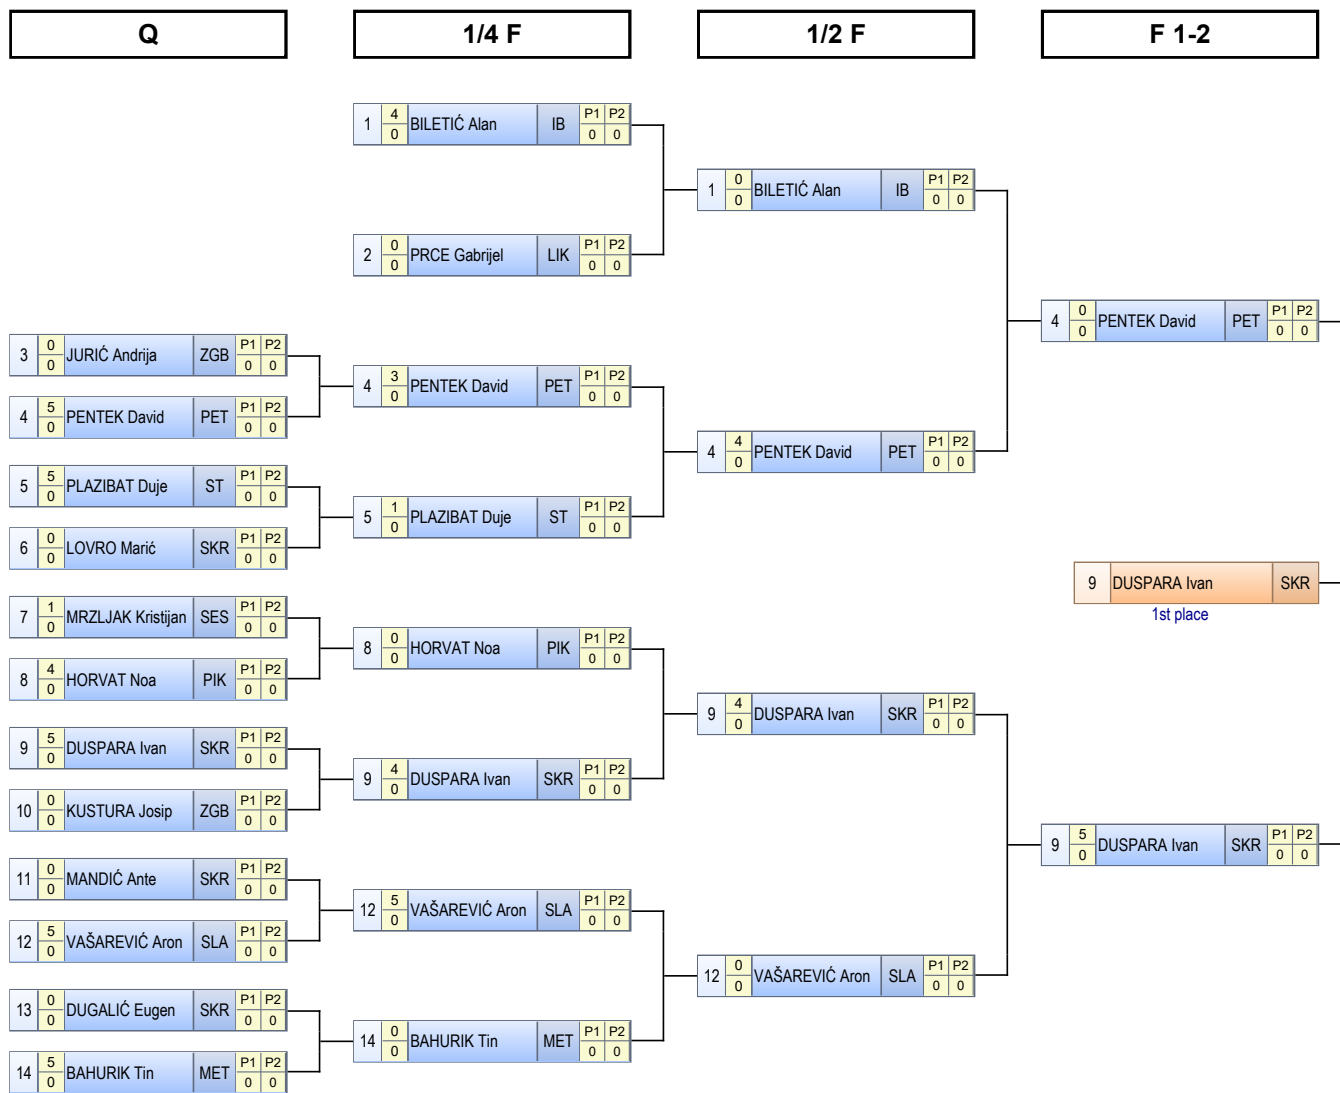 Q
1/4 F
1/2 F
F 1-2
1 4 0 BILETIĆ Alan IB P1 P2 0 0
2 0 0 PRCE Gabrijel LIK P1 P2 0 0
1 0 0 BILETIĆ Alan IB P1 P2 0 0
3 0 0 JURIĆ Andrija ZGB P1 P2 0 0
4 5 0 PENTEK David PET P1 P2 0 0
4 3 0 PENTEK David PET P1 P2 0 0
5 5 0 PLAZIBAT Duje ST P1 P2 0 0
6 0 0 LOVRO Marić SKR P1 P2 0 0
5 1 0 PLAZIBAT Duje ST P1 P2 0 0
4 4 0 PENTEK David PET P1 P2 0 0
4 0 0 PENTEK David PET P1 P2 0 0
7 1 0 MRZLJAK Kristijan SES P1 P2 0 0
8 4 0 HORVAT Noa PIK P1 P2 0 0
8 0 0 HORVAT Noa PIK P1 P2 0 0
9 5 0 DUSPARA Ivan SKR P1 P2 0 0
10 0 0 KUSTURA Josip ZGB P1 P2 0 0
9 4 0 DUSPARA Ivan SKR P1 P2 0 0
9 4 0 DUSPARA Ivan SKR P1 P2 0 0
11 0 0 MANDIĆ Ante SKR P1 P2 0 0
12 5 0 VAŠAREVIĆ Aron SLA P1 P2 0 0
12 5 0 VAŠAREVIĆ Aron SLA P1 P2 0 0
13 0 0 DUGALIĆ Eugen SKR P1 P2 0 0
14 5 0 BAHURIK Tin MET P1 P2 0 0
14 0 0 BAHURIK Tin MET P1 P2 0 0
12 0 0 VAŠAREVIĆ Aron SLA P1 P2 0 0
9 5 0 DUSPARA Ivan SKR P1 P2 0 0
9 DUSPARA Ivan SKR
1st place